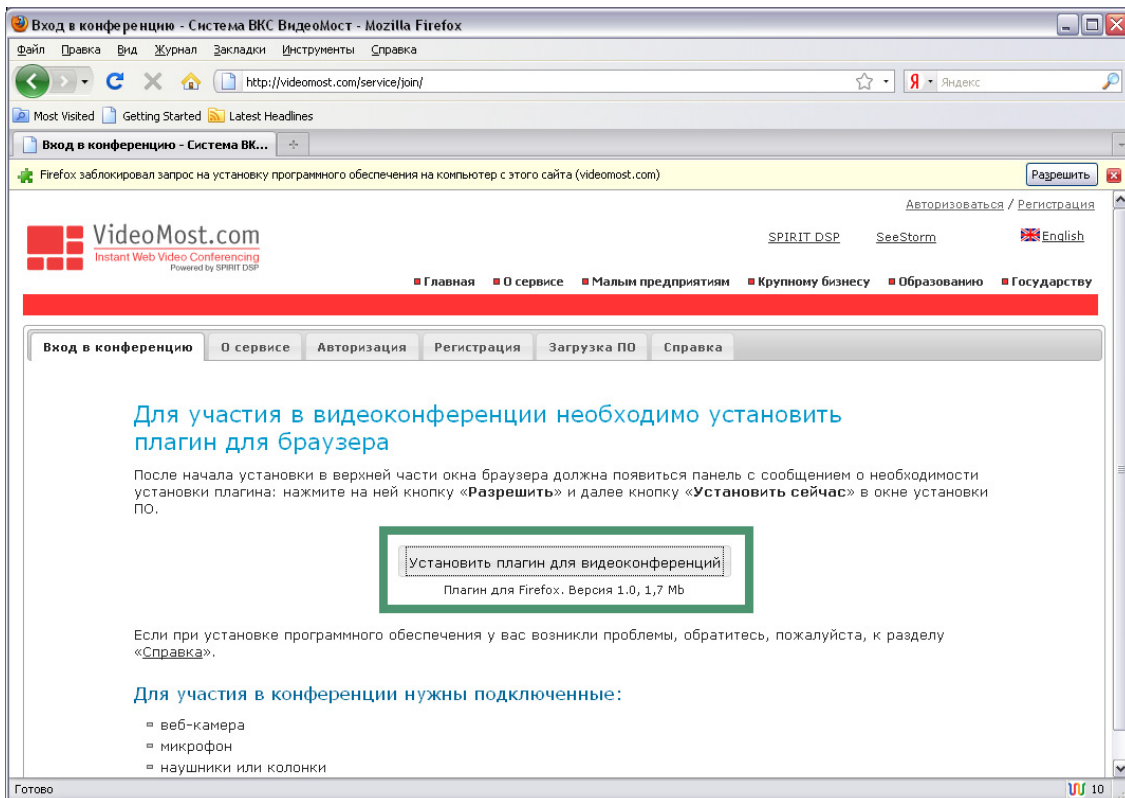 Вход в конференцию - Система ВКС ВидеоМост - Mozilla Firefox
Файл Правка Вид Журнал Закладки Инструменты Справка
http://videomost.com/service/join/ Я Яндекс
Most Visited Getting Started Latest Headlines
Вход в конференцию - Система ВК...
Firefox заблокировал запрос на установку программного обеспечения на компьютер с этого сайта (videomost.com) Разрешить
Авторизоваться / Регистрация
VideoMost.com SPIRIT DSP SeeStorm English
Instant Web Video Conferencing
Powered by SPIRIT DSP
Главная О сервисе Малым предприятиям Крупному бизнесу Образованию Государству
Вход в конференцию О сервисе Авторизация Регистрация Загрузка ПО Справка
Для участия в видеоконференции необходимо установить
плагин для браузера
После начала установки в верхней части окна браузера должна появиться панель с сообщением о необходимости
установки плагина: нажмите на ней кнопку «Разрешить» и далее кнопку «Установить сейчас» в окне установки
ПО.
Установить плагин для видеоконференций
Плагин для Firefox. Версия 1.0, 1,7 Mb
Если при установке программного обеспечения у вас возникли проблемы, обратитесь, пожалуйста, к разделу
«Справка».
Для участия в конференции нужны подключенные:
веб-камера
микрофон
наушники или колонки
Готово 10